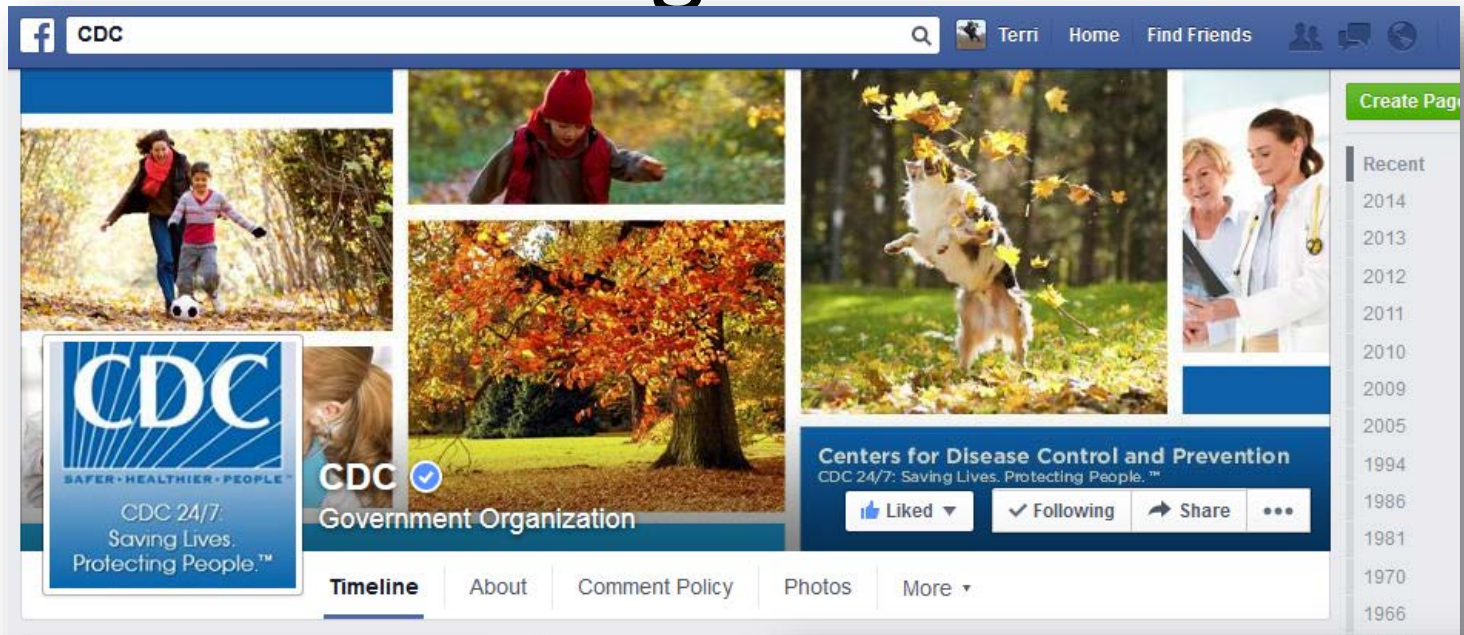 CDC
Terri Home Find Friends
Create Pag
Recent
2014
2013
2012
2011
2010
2009
2005
1994
1986
1981
1970
1966
CDC
SAFER·HEALTHIER·PEOPLE™
CDC 24/7:
Saving Lives.
Protecting People.™
CDC
Government Organization
Centers for Disease Control and Prevention
CDC 24/7: Saving Lives. Protecting People.™
Liked Following Share
Timeline About Comment Policy Photos More